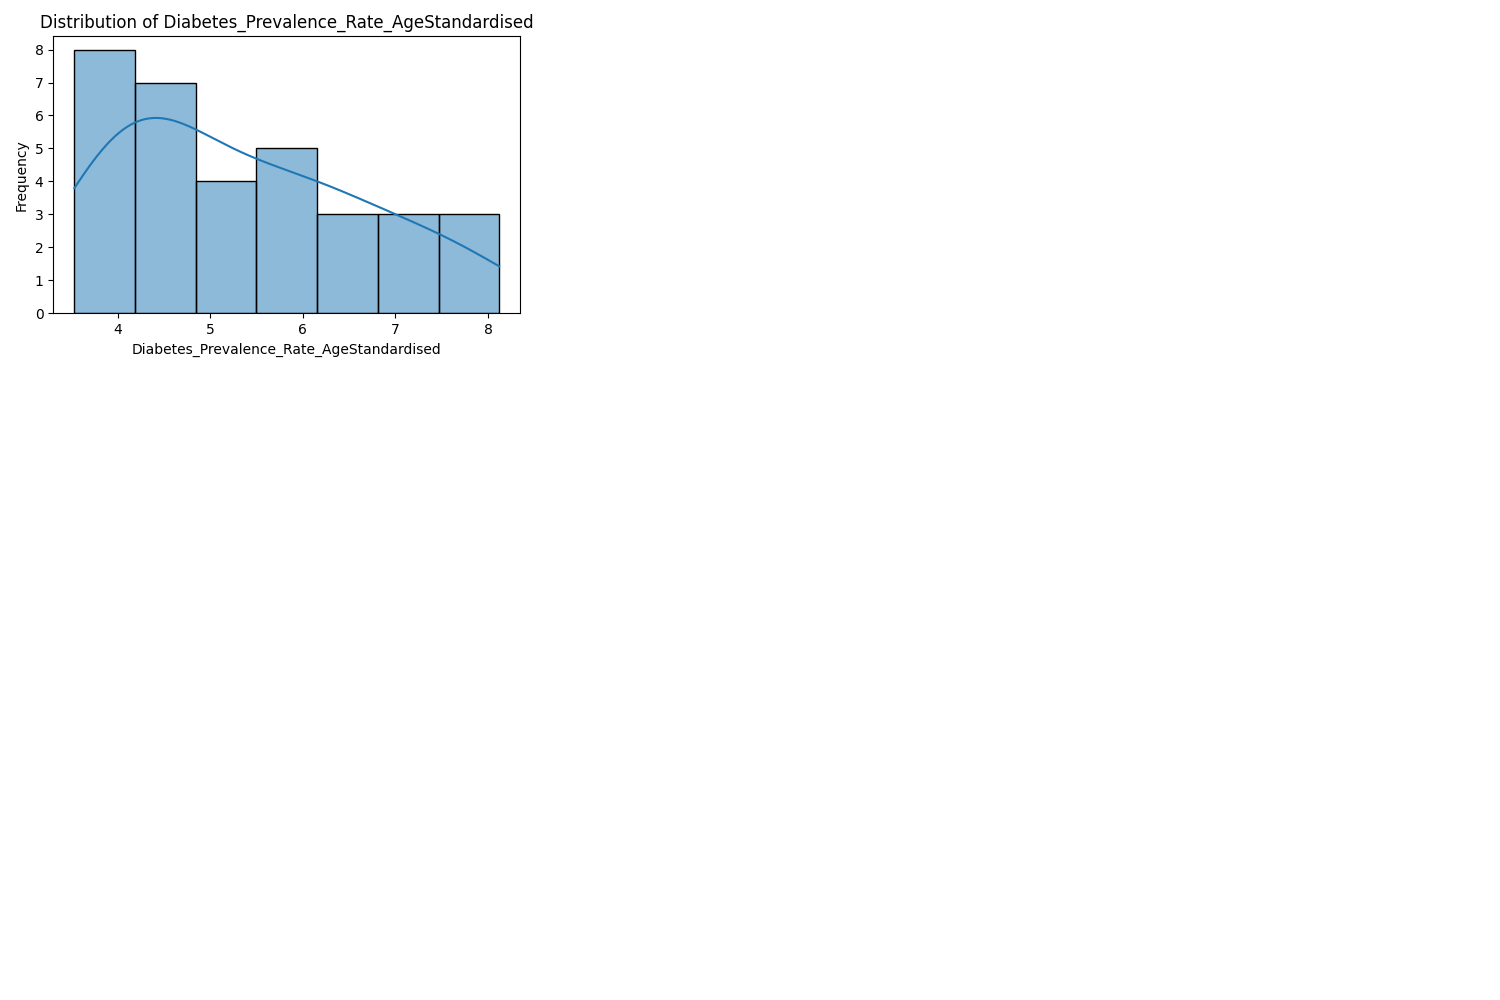 Distribution of Diabetes_Prevalence_Rate_AgeStandardised
8
7
6
5
4
3
2
1
0
Frequency
4 5 6 7 8
Diabetes_Prevalence_Rate_AgeStandardised